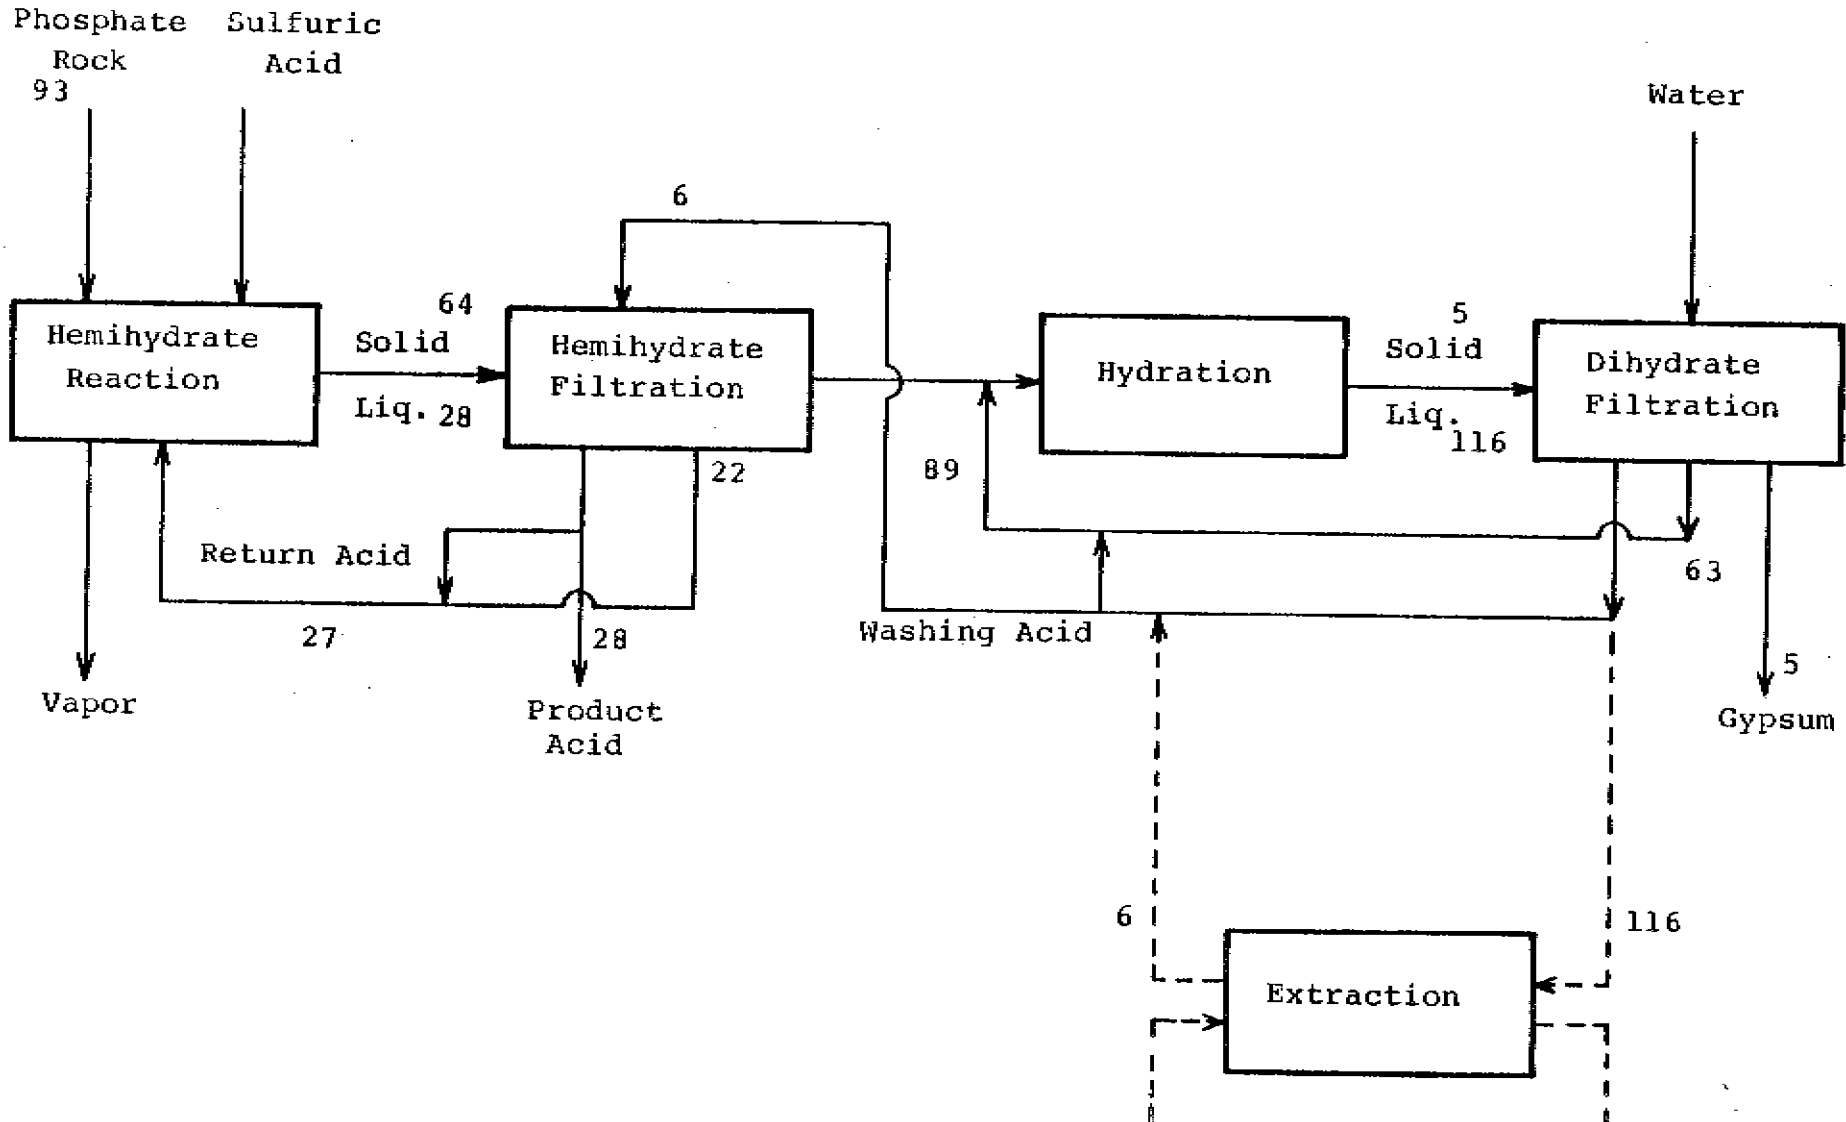 Phosphate
Rock
93
Sulfuric
Acid
Water
6
Hemihydrate
Reaction
64
Solid
Liq. 28
Hemihydrate
Filtration
Hydration
5
Solid
Liq.
116
Dihydrate
Filtration
22
89
Return Acid
27
28
Washing Acid
63
5
Vapor
Product
Acid
Gypsum
6
116
Extraction